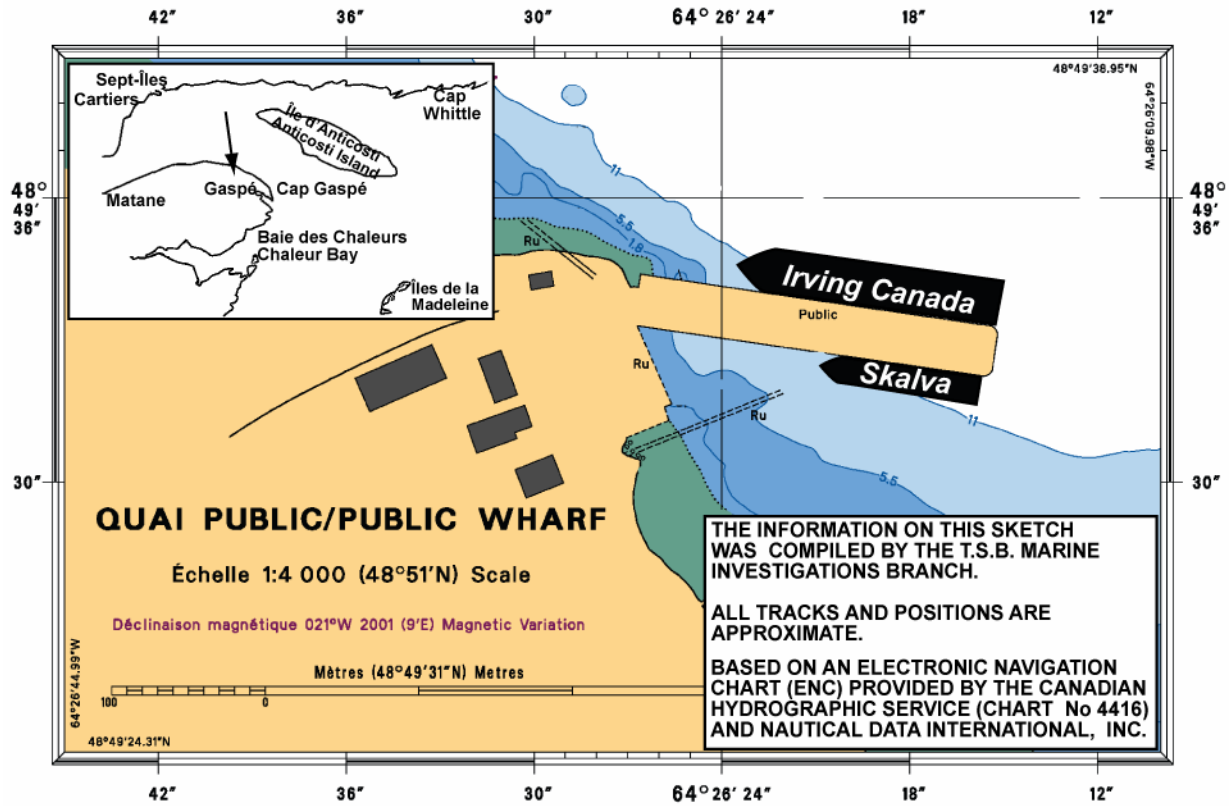 42″ 36″ 30″ 64° 26′ 24″ 18″ 12″
48°49′38.95″N
64°26′09.98″W
Sept-Îles
Cartiers
Cap
Whittle
Île d'Anticosti
Anticosti Island
Gaspé
Cap Gaspé
Matane
Baie des Chaleurs
Chaleur Bay
Îles de la
Madeleine
48°
49′
36″
48°
49′
36″
11
5.5
1.8
Ru
Irving Canada
Public
Ru
Skalva
Ru
11
30″
5.5
30″
QUAI PUBLIC/PUBLIC WHARF
Échelle 1:4 000 (48°51′N) Scale
Déclinaison magnétique 021°W 2001 (9′E) Magnetic Variation
Mètres (48°49′31″N) Metres
100 0
64°26′44.99″W
48°49′24.31″N
THE INFORMATION ON THIS SKETCH
WAS COMPILED BY THE T.S.B. MARINE
INVESTIGATIONS BRANCH.
ALL TRACKS AND POSITIONS ARE
APPROXIMATE.
BASED ON AN ELECTRONIC NAVIGATION
CHART (ENC) PROVIDED BY THE CANADIAN
HYDROGRAPHIC SERVICE (CHART No 4416)
AND NAUTICAL DATA INTERNATIONAL, INC.
42″ 36″ 30″ 64° 26′ 24″ 18″ 12″